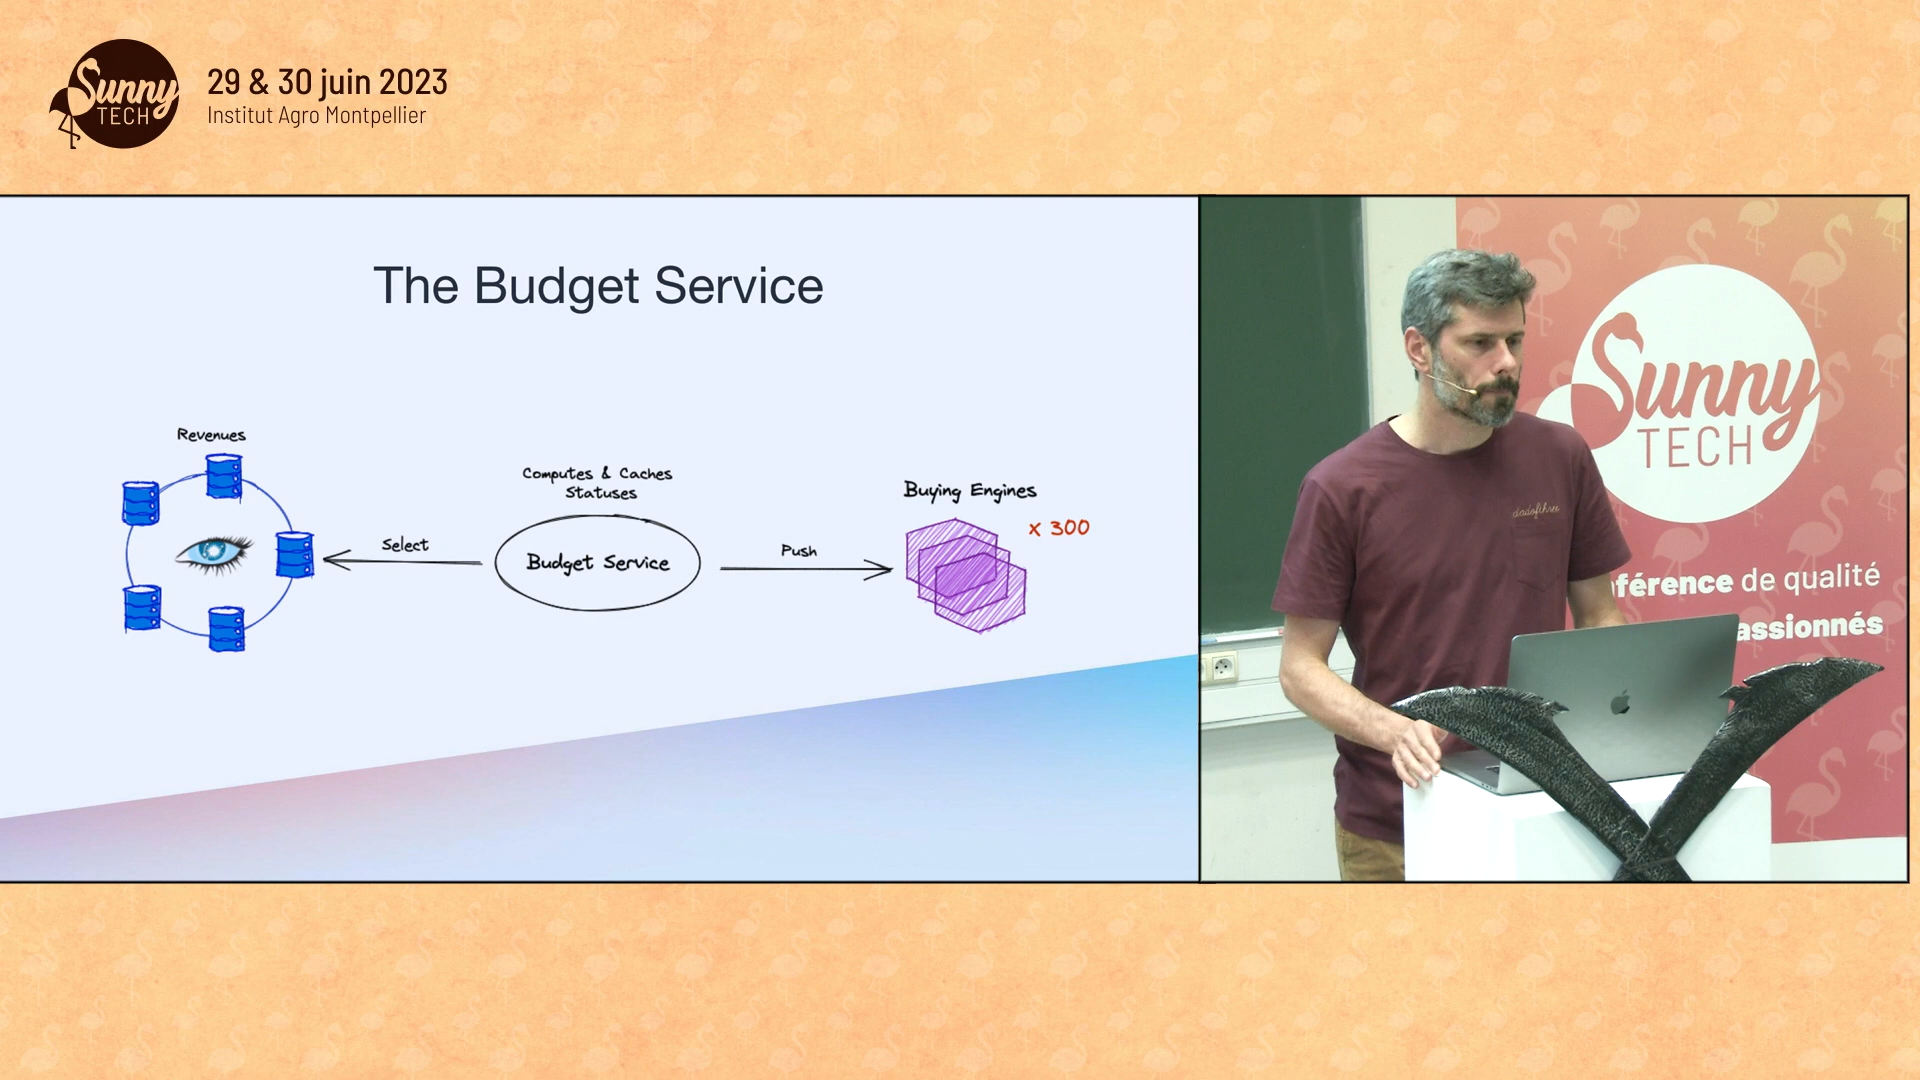 Sunny
TECH
29 & 30 juin 2023
Institut Agro Montpellier
The Budget Service
Revenues
Select
Computes & Caches
Statuses
Budget Service
Push
Buying Engines
x 300
Sunny
TECH
férence de qualité
assionnés
dadofthree